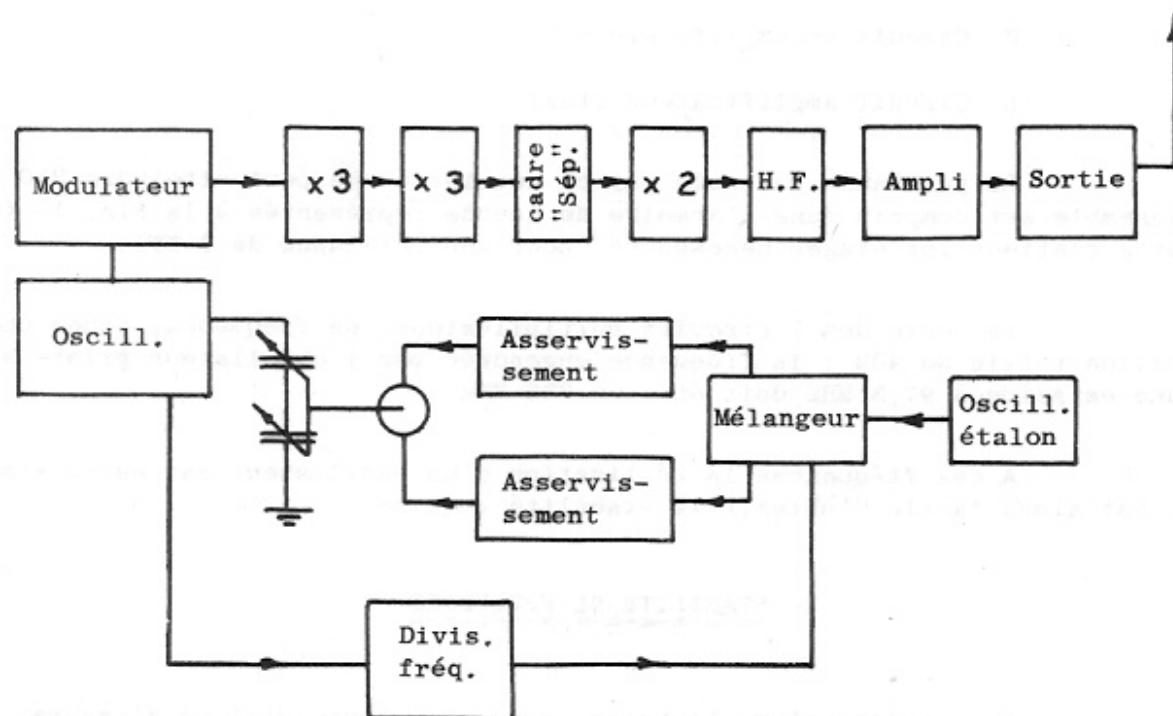 Modulateur
x 3
x 3
cadre
"Sép."
x 2
H.F.
Ampli
Sortie
Oscill.
Asservis-
sement
Mélangeur
Oscill.
étalon
Asservis-
sement
Divis.
fréq.